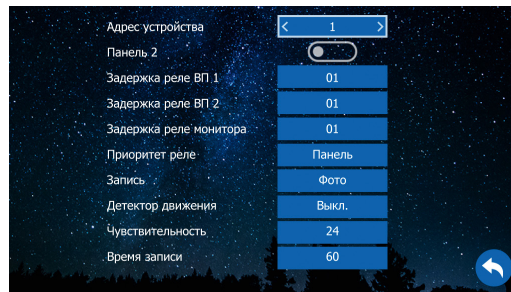 Адрес устройства < 1 >
Панель 2
Задержка реле ВП 1 01
Задержка реле ВП 2 01
Задержка реле монитора 01
Приоритет реле Панель
Запись Фото
Детектор движения Выкл.
Чувствительность 24
Время записи 60